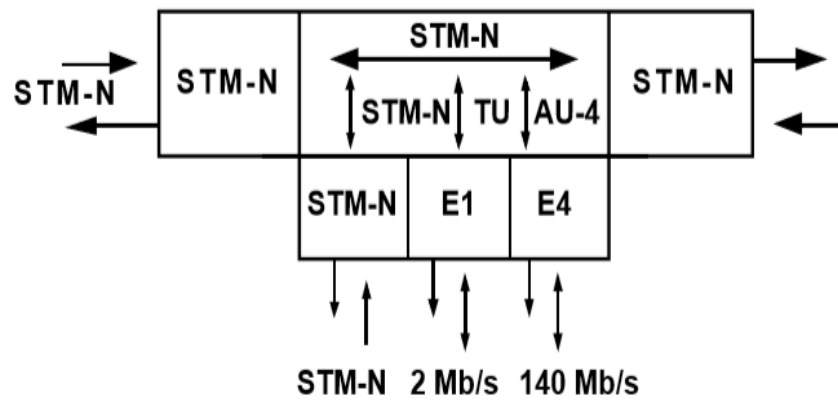 STM-N
STM-N STM-N STM-N
STM-N TU AU-4
STM-N E1 E4
STM-N 2 Mb/s 140 Mb/s